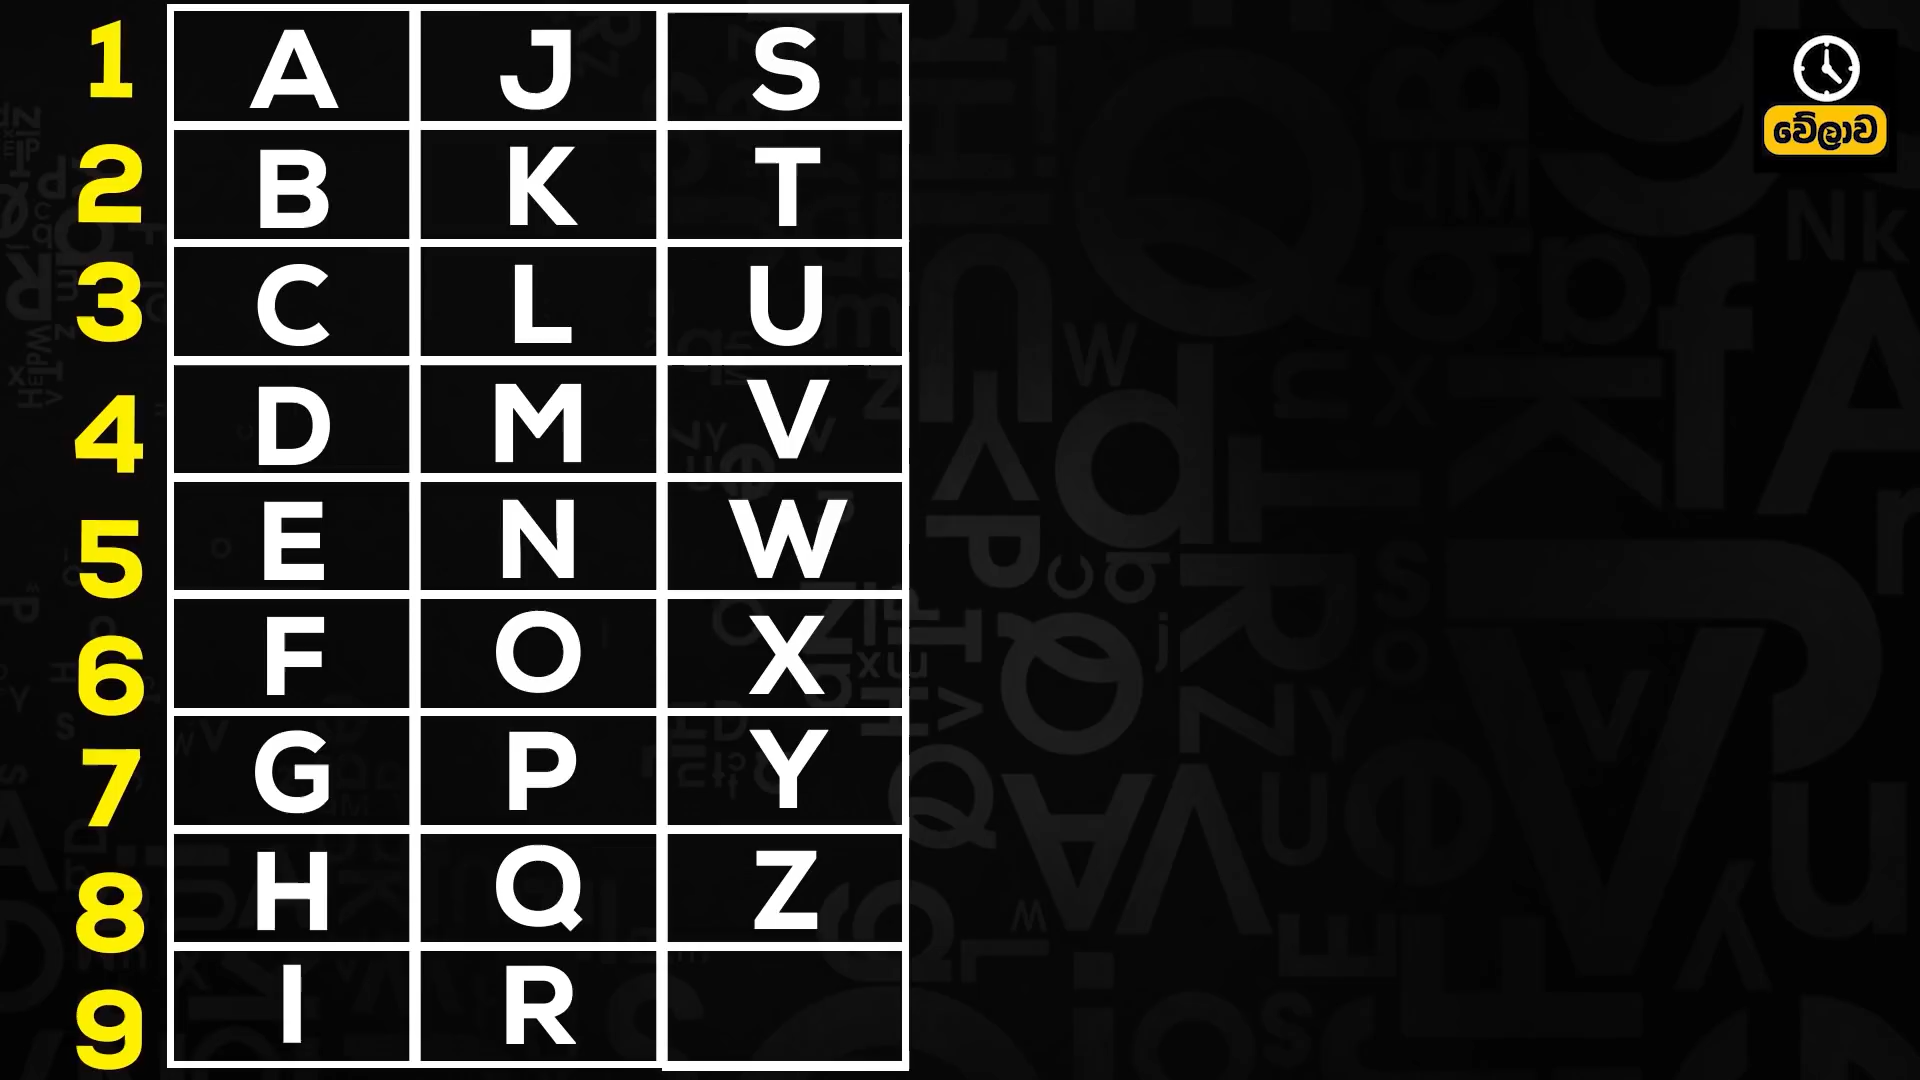 1 A J S
2 B K T
3 C L U
4 D M V
5 E N W
6 F O X
7 G P Y
8 H Q Z
9 I R
වේලාව